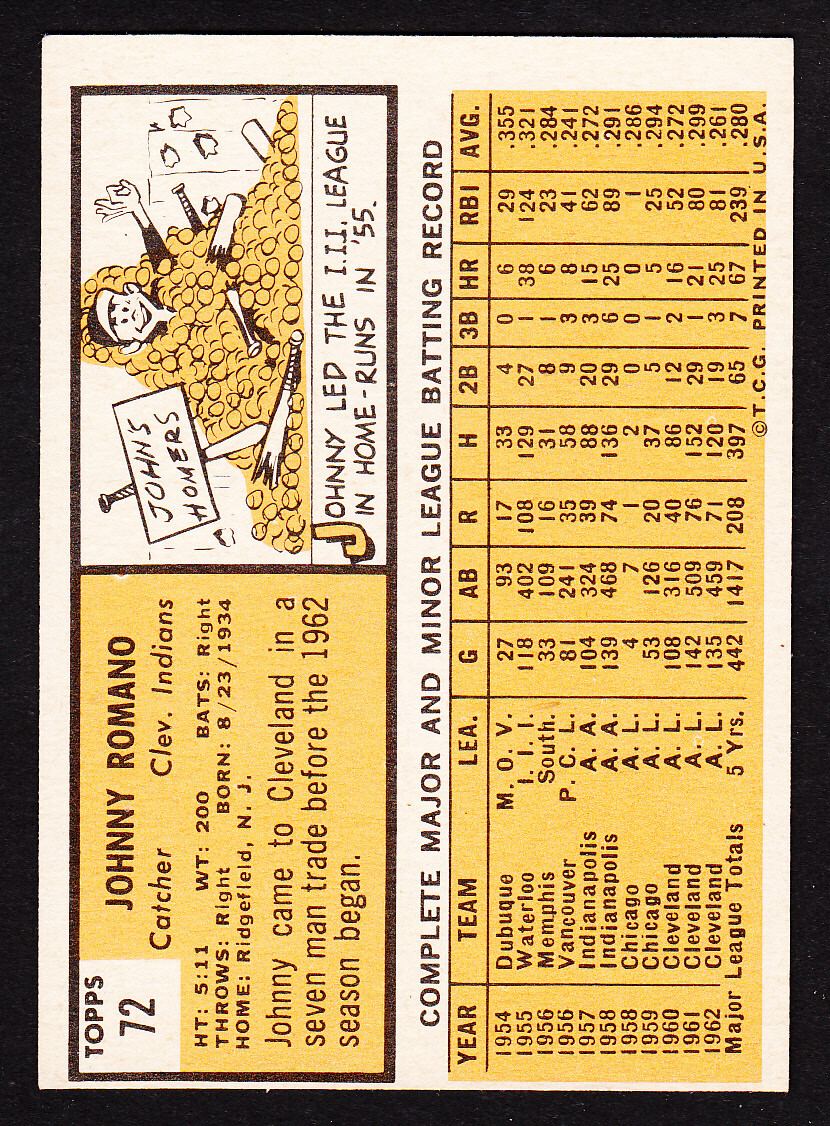 TOPPS
72
JOHNNY ROMANO
Catcher Clev. Indians
HT: 5:11 WT: 200 BATS: Right
THROWS: Right BORN: 8/23/1934
HOME: Ridgefield, N. J.
Johnny came to Cleveland in a
seven man trade before the 1962
season began.
JOHN'S
HOMERS
JOHNNY LED THE I.I.I. LEAGUE
IN HOME-RUNS IN '55.
COMPLETE MAJOR AND MINOR LEAGUE BATTING RECORD
YEAR TEAM LEA. G AB R H 2B 3B HR RBI AVG.
1954 Dubuque M. O. V. 27 93 17 33 4 0 6 29 .355
1955 Waterloo I. I. I. 118 402 108 129 27 1 38 124 .321
1956 Memphis South. 33 109 16 31 8 1 6 23 .284
1956 Vancouver P. C. L. 81 241 35 58 9 3 8 41 .241
1957 Indianapolis A. A. 104 324 39 88 20 3 15 62 .272
1958 Indianapolis A. A. 139 468 74 136 29 6 25 89 .291
1958 Chicago A. L. 4 7 1 2 0 0 0 1 .286
1959 Chicago A. L. 53 126 20 37 5 1 5 25 .294
1960 Cleveland A. L. 108 316 40 86 12 2 16 52 .272
1961 Cleveland A. L. 142 509 76 152 29 1 21 80 .299
1962 Cleveland A. L. 135 459 71 120 19 3 25 81 .261
Major League Totals 5 Yrs. 442 1417 208 397 65 7 67 239 .280
©T.C.G. PRINTED IN U.S.A.